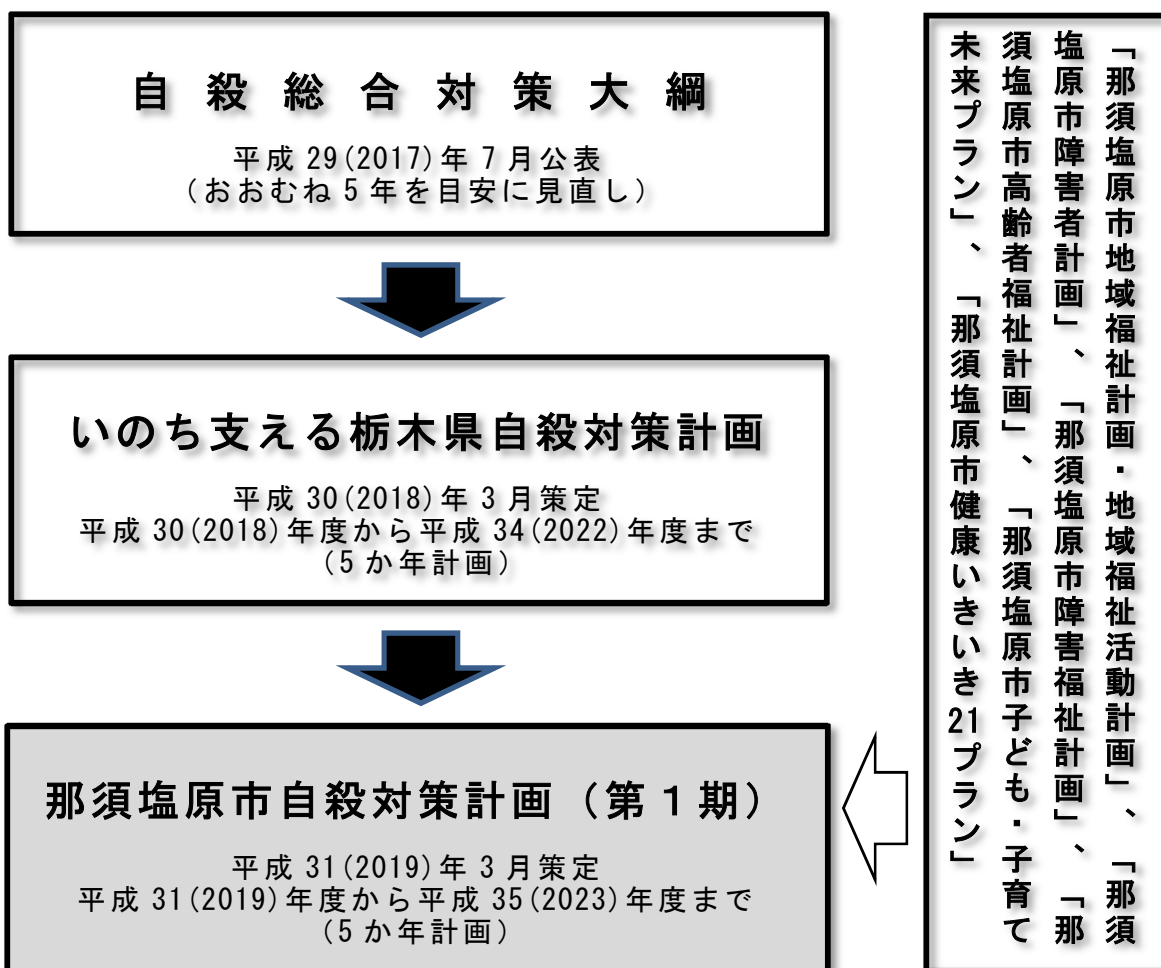 自殺総合対策大綱
平成29(2017)年7月公表
（おおむね5年を目安に見直し）
いのち支える栃木県自殺対策計画
平成30(2018)年3月策定
平成30(2018)年度から平成34(2022)年度まで
（5か年計画）
那須塩原市自殺対策計画（第1期）
平成31(2019)年3月策定
平成31(2019)年度から平成35(2023)年度まで
（5か年計画）
「那須塩原市地域福祉計画・地域福祉活動計画」、「那須
塩原市障害者計画」、「那須塩原市障害福祉計画」、「那
須塩原市高齢者福祉計画」、「那須塩原市子ども・子育て
未来プラン」、「那須塩原市健康いきいき21プラン」